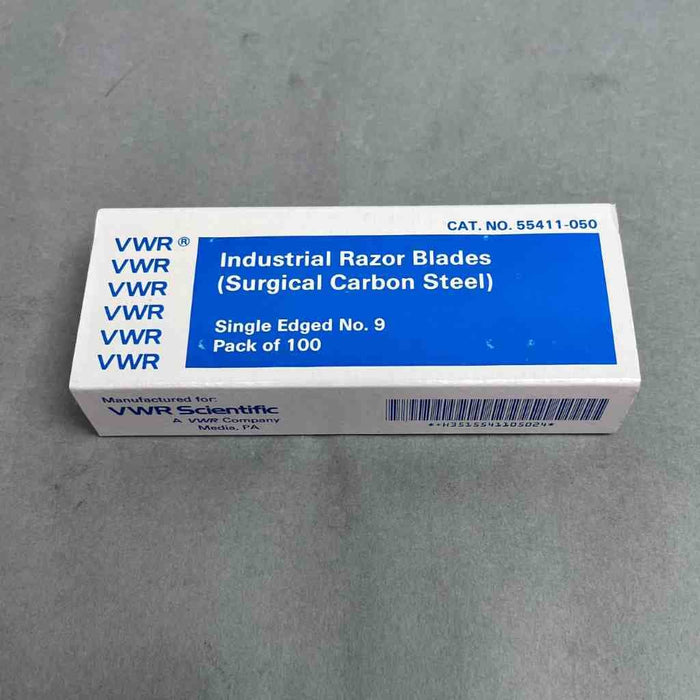 CAT. NO. 55411-050
VWR®
VWR
VWR
VWR
VWR
VWR
Industrial Razor Blades
(Surgical Carbon Steel)
Single Edged No. 9
Pack of 100
Manufactured for:
VWR Scientific
A VWR Company
Media, PA
*+H3515541105024*